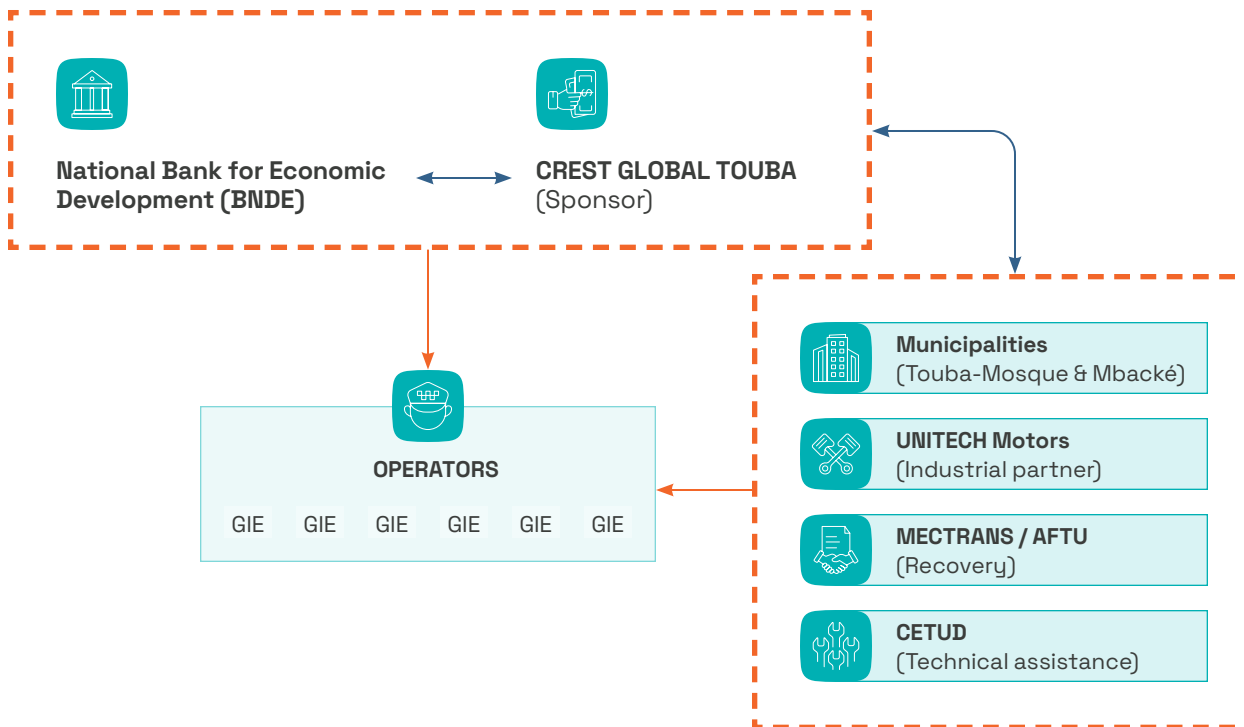 National Bank for Economic
Development (BNDE)
CREST GLOBAL TOUBA
(Sponsor)
OPERATORS
GIE GIE GIE GIE GIE GIE
Municipalities
(Touba-Mosque & Mbacké)
UNITECH Motors
(Industrial partner)
MECTRANS / AFTU
(Recovery)
CETUD
(Technical assistance)